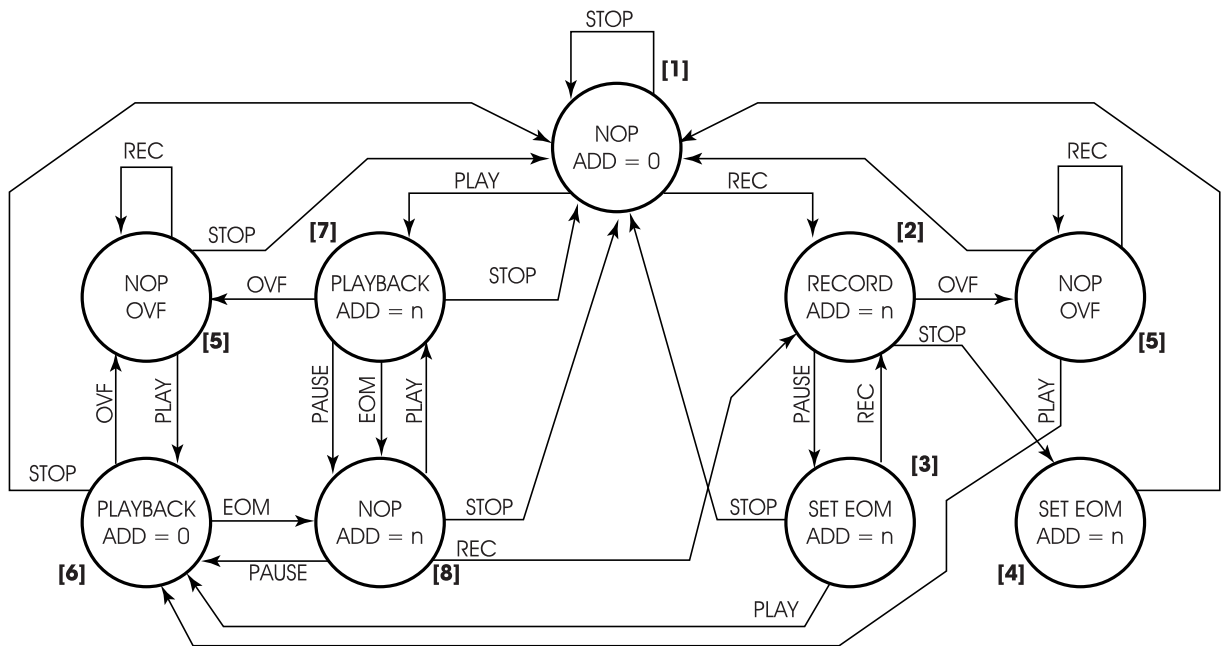 STOP
[1]
NOP
ADD = 0
REC
REC
PLAY
REC
STOP
[7]
[2]
NOP
OVF
OVF
PLAYBACK
ADD = n
STOP
RECORD
ADD = n
OVF
NOP
OVF
[5]
STOP
[5]
OVF
PLAY
PAUSE
EOM
PLAY
PAUSE
REC
PLAY
STOP
[3]
PLAYBACK
ADD = 0
EOM
NOP
ADD = n
STOP
STOP
SET EOM
ADD = n
SET EOM
ADD = n
REC
[6]
PAUSE
[8]
[4]
PLAY